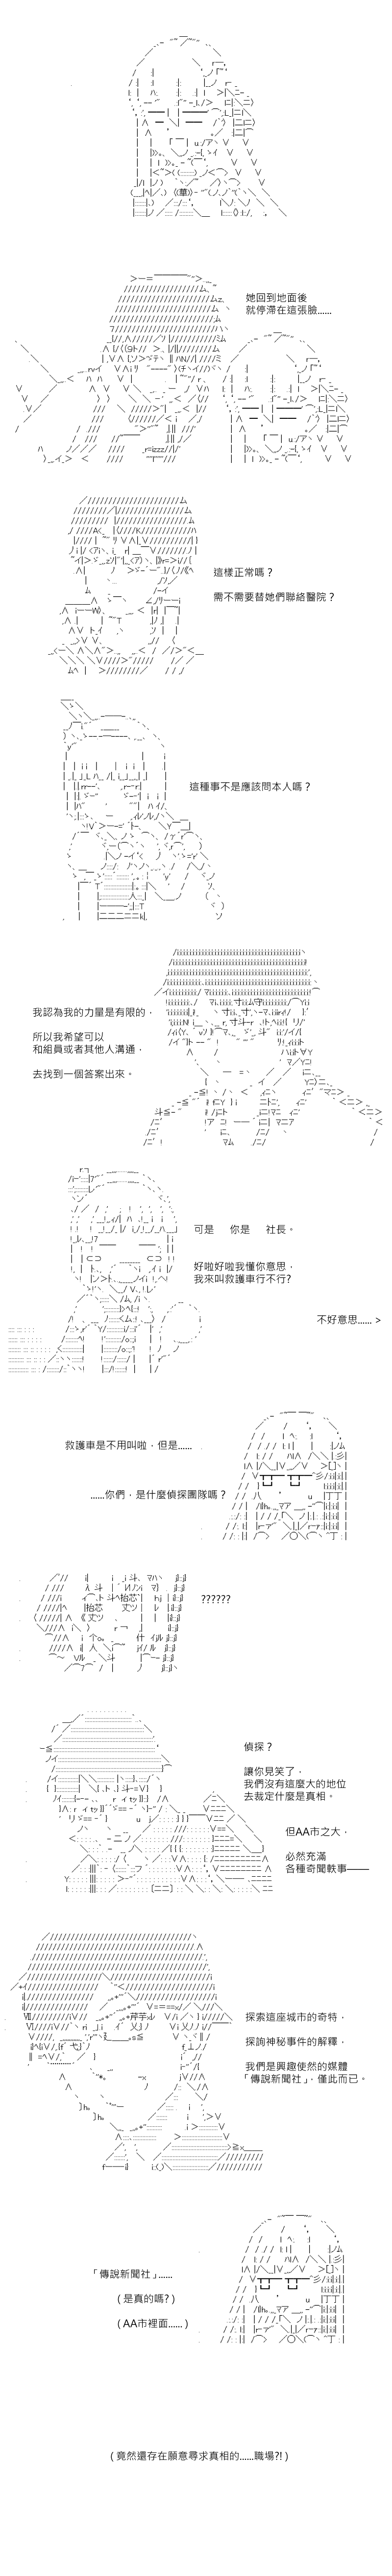 她回到地面後
就停滯在這張臉......
這樣正常嗎？
需不需要替她們聯絡醫院？
這種事不是應該問本人嗎？
我認為我的力量是有限的，
所以我希望可以
和組員或者其他人溝通，
去找到一個答案出來。
可是　你是　社長。
好啦好啦我懂你意思，
我來叫救護車行不行?
不好意思...... >
救護車是不用叫啦，但是......
......你們，是什麼偵探團隊嗎？
??????
偵探？
讓你見笑了，
我們沒有這麼大的地位
去裁定什麼是真相。
但AA市之大，
必然充滿
各種奇聞軼事——
探索這座城市的奇特，
探詢神秘事件的解釋，
我們是興趣使然的媒體
「傳說新聞社」，僅此而已。
「傳說新聞社」......
( 是真的嗎? )
( AA市裡面...... )
( 竟然還存在願意尋求真相的......職場?! )